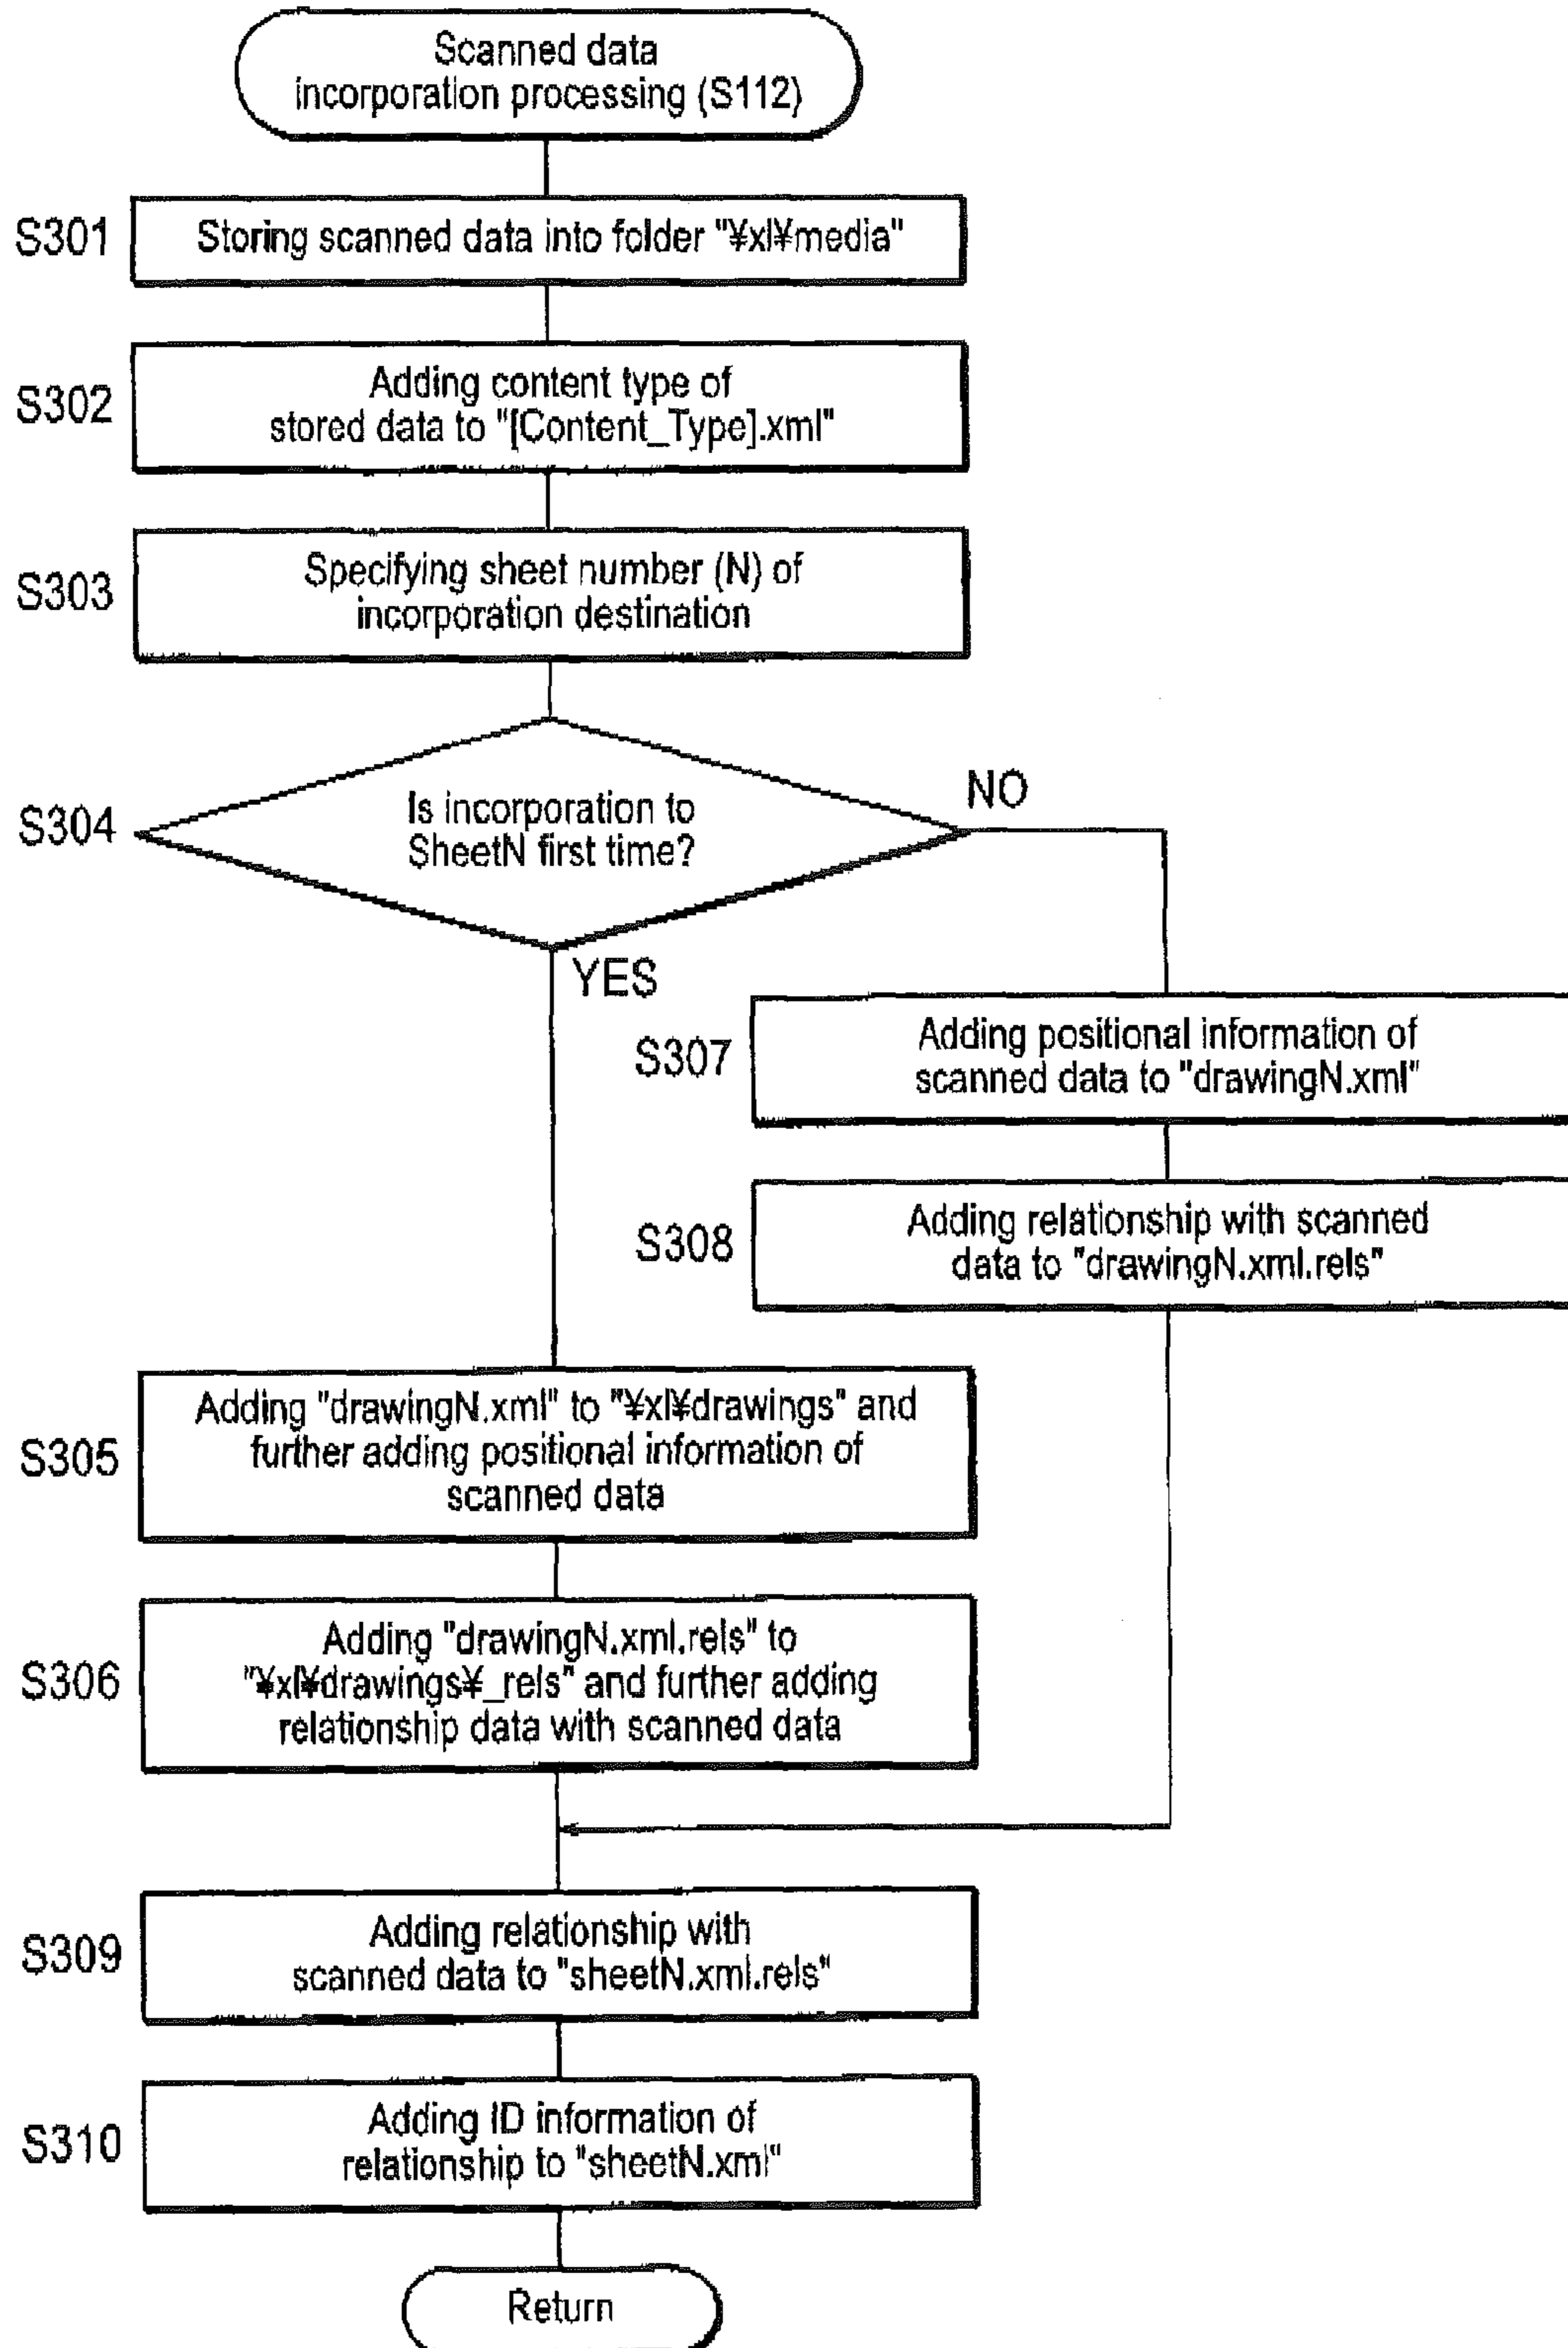 Scanned data
incorporation processing (S112)
S301
Storing scanned data into folder "¥xl¥media"
S302
Adding content type of
stored data to "[Content_Type].xml"
S303
Specifying sheet number (N) of
incorporation destination
S304
Is incorporation to
SheetN first time?
NO
YES
S307
Adding positional information of
scanned data to "drawingN.xml"
S308
Adding relationship with scanned
data to "drawingN.xml.rels"
S305
Adding "drawingN.xml" to "¥xl¥drawings" and
further adding positional information of
scanned data
S306
Adding "drawingN.xml.rels" to
"¥xl¥drawings¥_rels" and further adding
relationship data with scanned data
S309
Adding relationship with
scanned data to "sheetN.xml.rels"
S310
Adding ID information of
relationship to "sheetN.xml"
Return